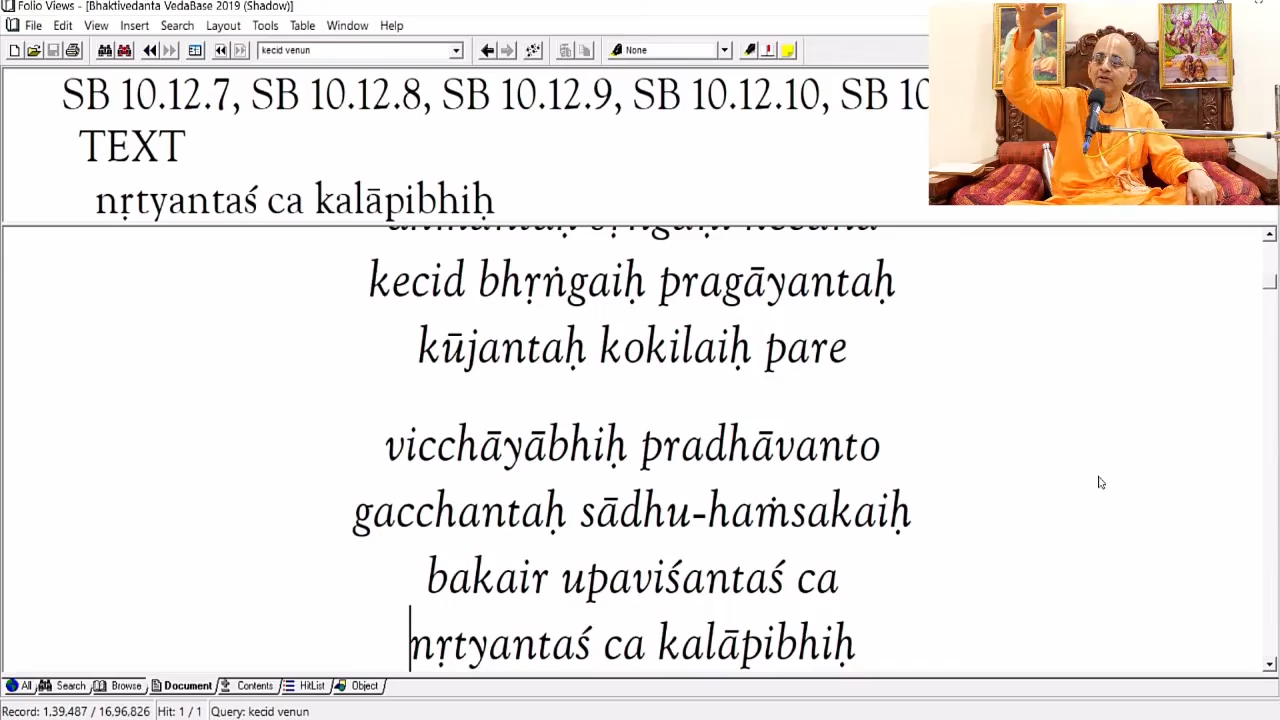 Folio Views - [Bhaktivedanta VedaBase 2019 (Shadow)]
File Edit View Insert Search Layout Tools Table Window Help
kecid venun None
SB 10.12.7, SB 10.12.8, SB 10.12.9, SB 10.12.10, SB 10
TEXT
nṛtyantaś ca kalāpibhiḥ
kecid bhṛṅgaiḥ pragāyantaḥ
kūjantaḥ kokilaiḥ pare
vicchāyābhiḥ pradhāvanto
gacchantaḥ sādhu-haṁsakaiḥ
bakair upaviśantaś ca
nṛtyantaś ca kalāpibhiḥ
All Search Browse Document Contents HitList Object
Record: 1,39,487 / 16,96,826 Hit: 1 / 1 Query: kecid venun